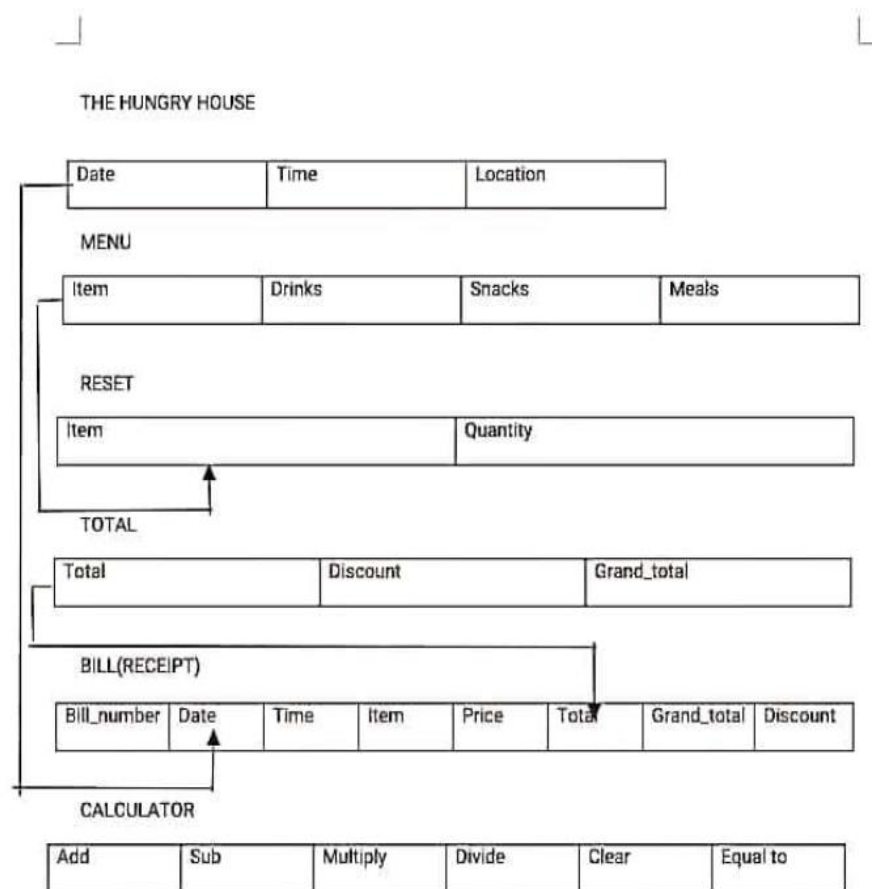 THE HUNGRY HOUSE
Date Time Location
MENU
Item Drinks Snacks Meals
RESET
Item Quantity
TOTAL
Total Discount Grand_total
BILL(RECEIPT)
Bill_number Date Time Item Price Total Grand_total Discount
CALCULATOR
Add Sub Multiply Divide Clear Equal to